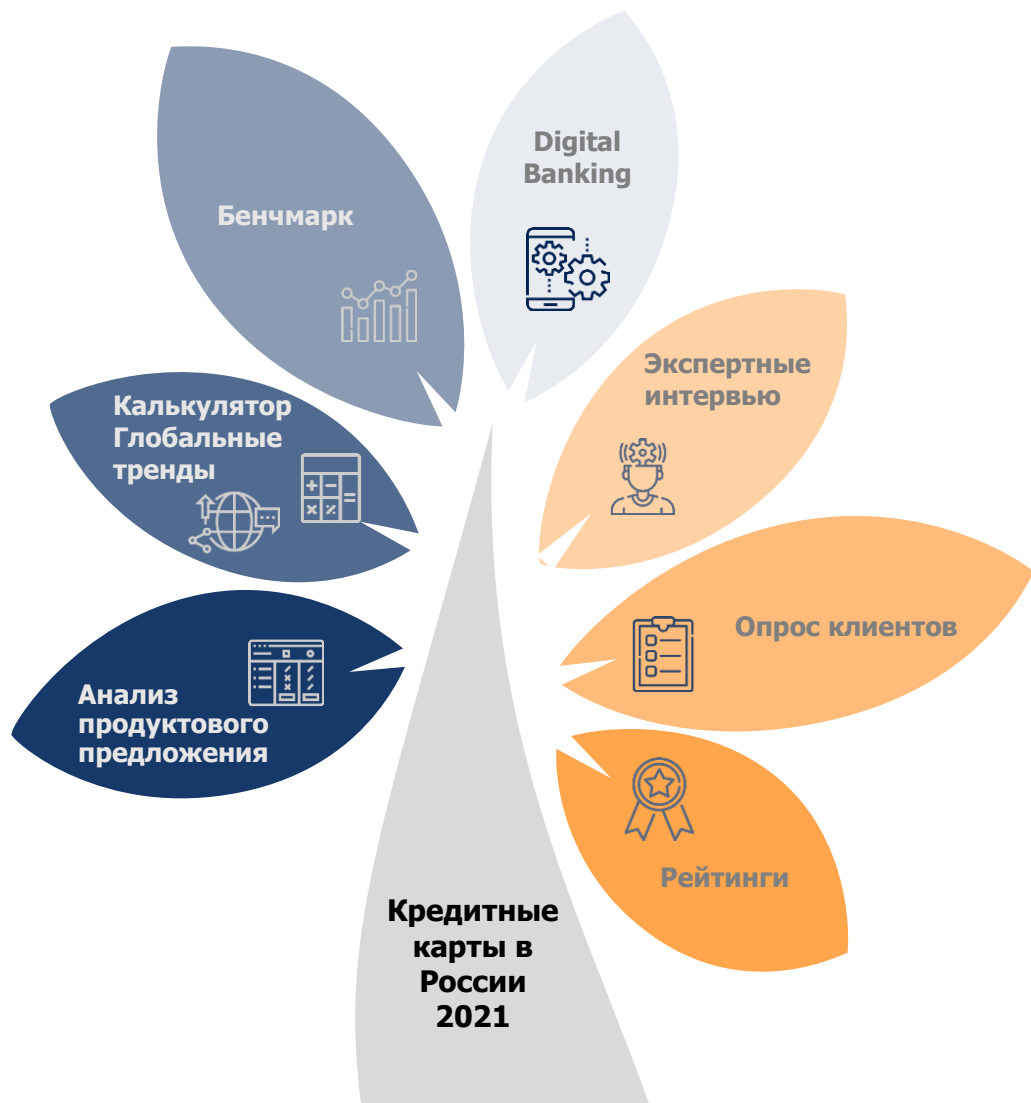 Digital
Banking
Бенчмарк
Экспертные
интервью
Калькулятор
Глобальные
тренды
Опрос клиентов
Анализ
продуктового
предложения
Рейтинги
Кредитные
карты в
России
2021